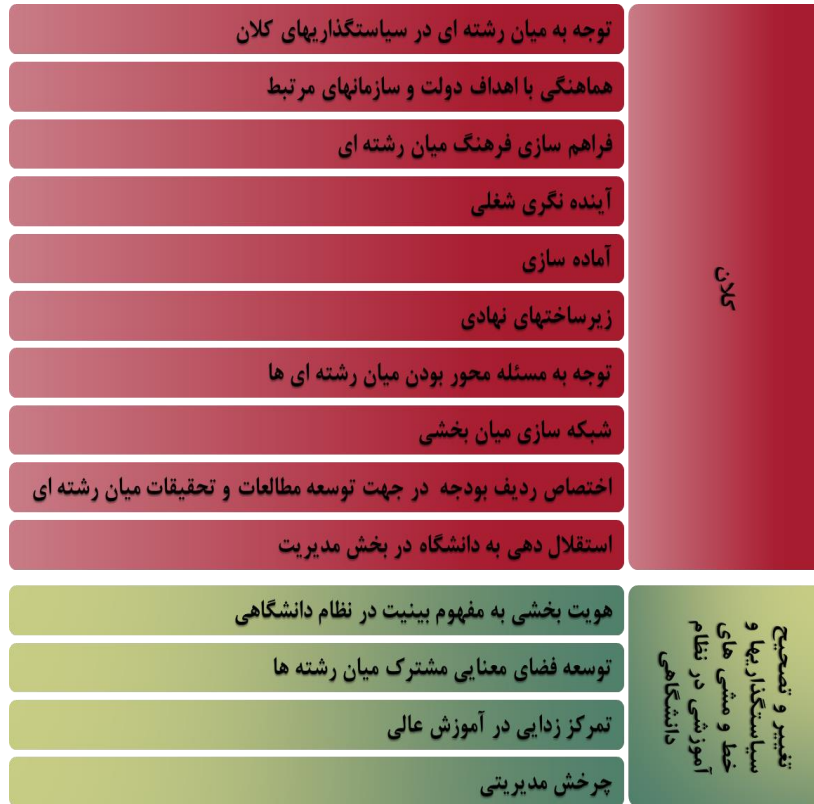 کلان
توجه به میان رشته ای در سیاستگذاریهای کلان
هماهنگی با اهداف دولت و سازمانهای مرتبط
فراهم سازی فرهنگ میان رشته ای
آینده نگری شغلی
آماده سازی
زیرساختهای نهادی
توجه به مسئله محور بودن میان رشته ای ها
شبکه سازی میان بخشی
اختصاص ردیف بودجه در جهت توسعه مطالعات و تحقیقات میان رشته ای
استقلال دهی به دانشگاه در بخش مدیریت
تغییر و تصحیح
سیاستگذاریها و
خط و مشی های
آموزشی در نظام
دانشگاهی
هویت بخشی به مفهوم بینیت در نظام دانشگاهی
توسعه فضای معنایی مشترک میان رشته ها
تمرکز زدایی در آموزش عالی
چرخش مدیریتی